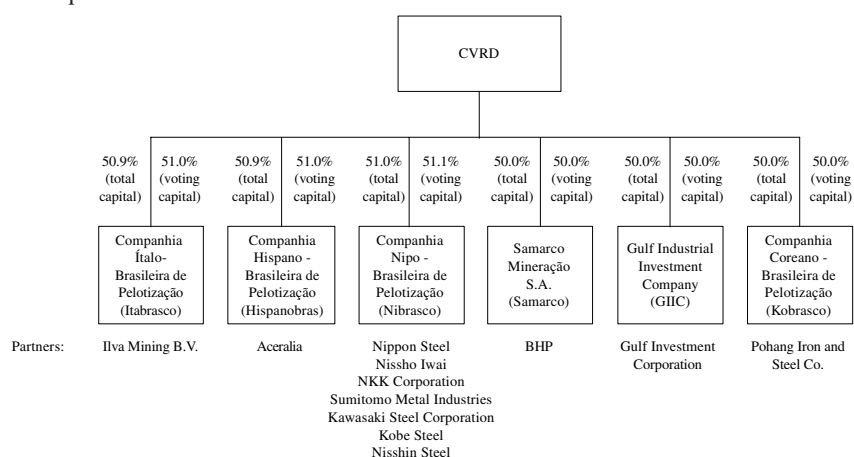 CVRD
50.9% (total capital)
51.0% (voting capital)
50.9% (total capital)
51.0% (voting capital)
51.0% (total capital)
51.1% (voting capital)
50.0% (total capital)
50.0% (voting capital)
50.0% (total capital)
50.0% (voting capital)
50.0% (total capital)
50.0% (voting capital)
Companhia
Ítalo-
Brasileira de
Pelotização
(Itabrasco)
Companhia
Hispano -
Brasileira de
Pelotização
(Hispanobras)
Companhia
Nipo -
Brasileira de
Pelotização
(Nibrasco)
Samarco
Mineração
S.A.
(Samarco)
Gulf Industrial
Investment
Company
(GIIC)
Companhia
Coreano -
Brasileira de
Pelotização
(Kobrasco)
Partners:
Ilva Mining B.V.
Aceralia
Nippon Steel
Nissho Iwai
NKK Corporation
Sumitomo Metal Industries
Kawasaki Steel Corporation
Kobe Steel
Nisshin Steel
BHP
Gulf Investment
Corporation
Pohang Iron and
Steel Co.